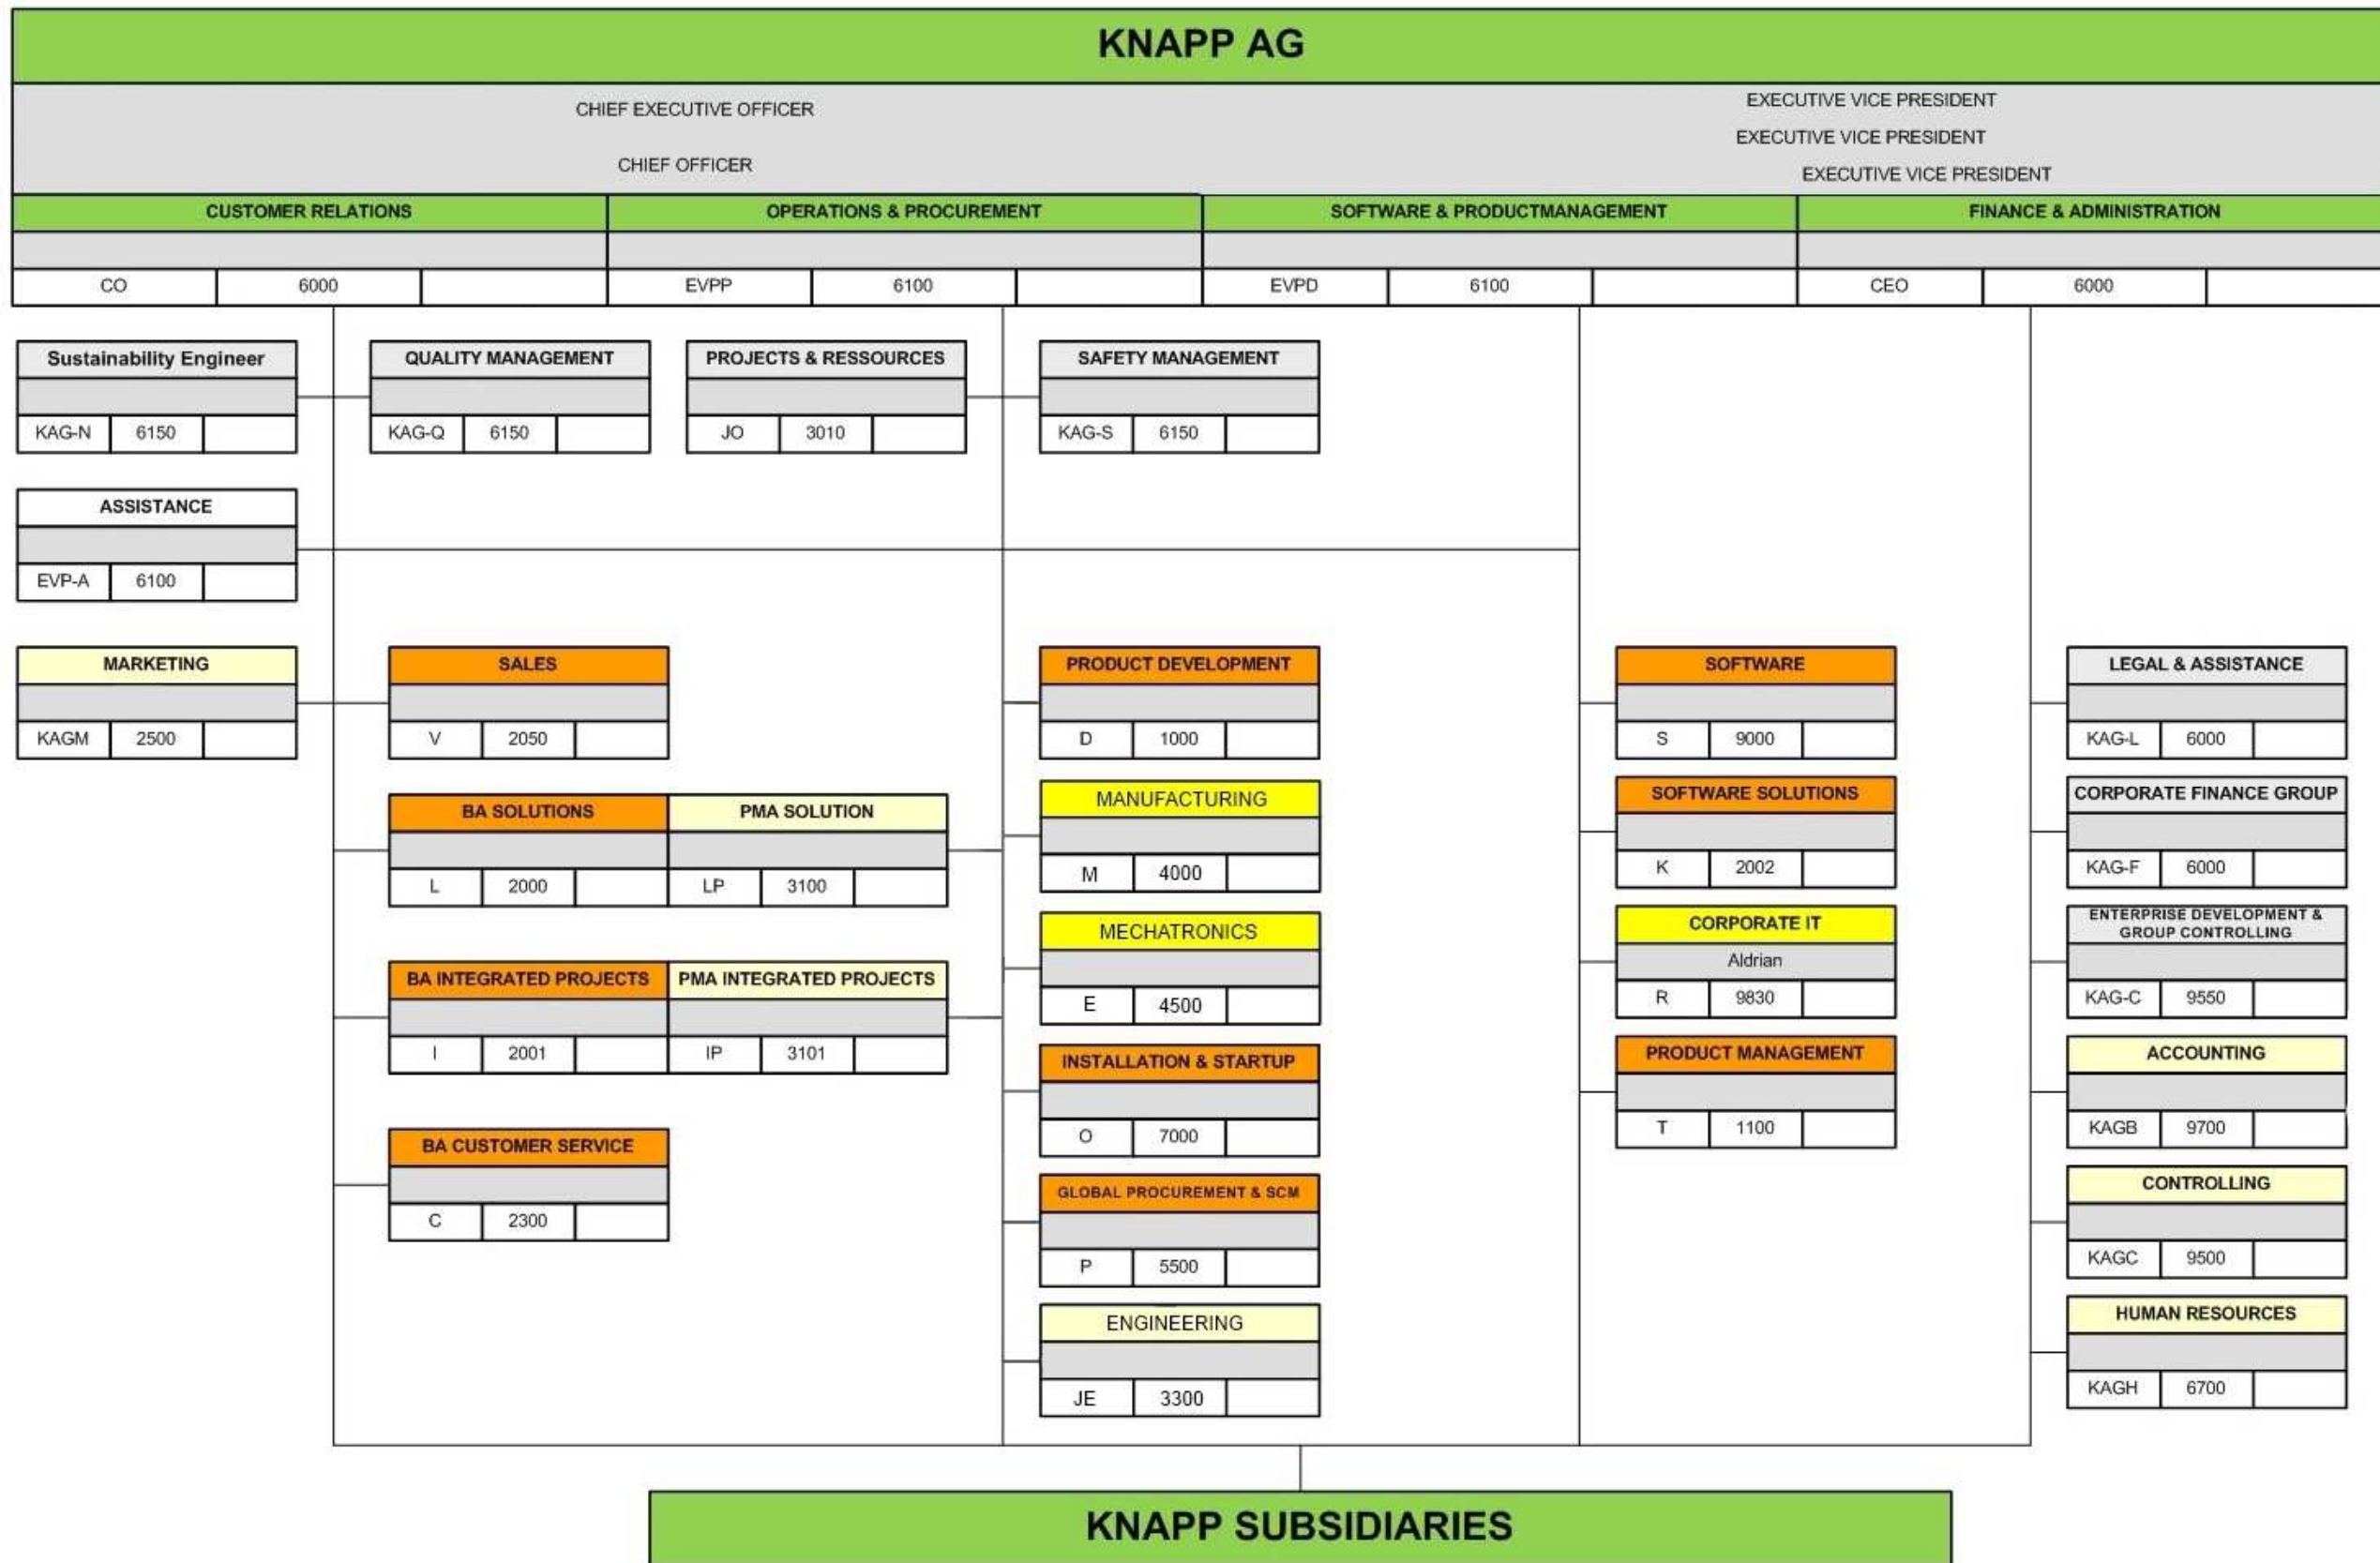 KNAPP AG
CHIEF EXECUTIVE OFFICER
EXECUTIVE VICE PRESIDENT
EXECUTIVE VICE PRESIDENT
CHIEF OFFICER
EXECUTIVE VICE PRESIDENT
CUSTOMER RELATIONS
OPERATIONS & PROCUREMENT
SOFTWARE & PRODUCTMANAGEMENT
FINANCE & ADMINISTRATION
CO 6000
EVPP 6100
EVPD 6100
CEO 6000
Sustainability Engineer
KAG-N 6150
QUALITY MANAGEMENT
KAG-Q 6150
PROJECTS & RESSOURCES
JO 3010
SAFETY MANAGEMENT
KAG-S 6150
ASSISTANCE
EVP-A 6100
MARKETING
KAGM 2500
SALES
V 2050
BA SOLUTIONS
L 2000
PMA SOLUTION
LP 3100
BA INTEGRATED PROJECTS
I 2001
PMA INTEGRATED PROJECTS
IP 3101
BA CUSTOMER SERVICE
C 2300
PRODUCT DEVELOPMENT
D 1000
MANUFACTURING
M 4000
MECHATRONICS
E 4500
INSTALLATION & STARTUP
O 7000
GLOBAL PROCUREMENT & SCM
P 5500
ENGINEERING
JE 3300
SOFTWARE
S 9000
SOFTWARE SOLUTIONS
K 2002
CORPORATE IT
Aldrian
R 9830
PRODUCT MANAGEMENT
T 1100
LEGAL & ASSISTANCE
KAG-L 6000
CORPORATE FINANCE GROUP
KAG-F 6000
ENTERPRISE DEVELOPMENT &
GROUP CONTROLLING
KAG-C 9550
ACCOUNTING
KAGB 9700
CONTROLLING
KAGC 9500
HUMAN RESOURCES
KAGH 6700
KNAPP SUBSIDIARIES